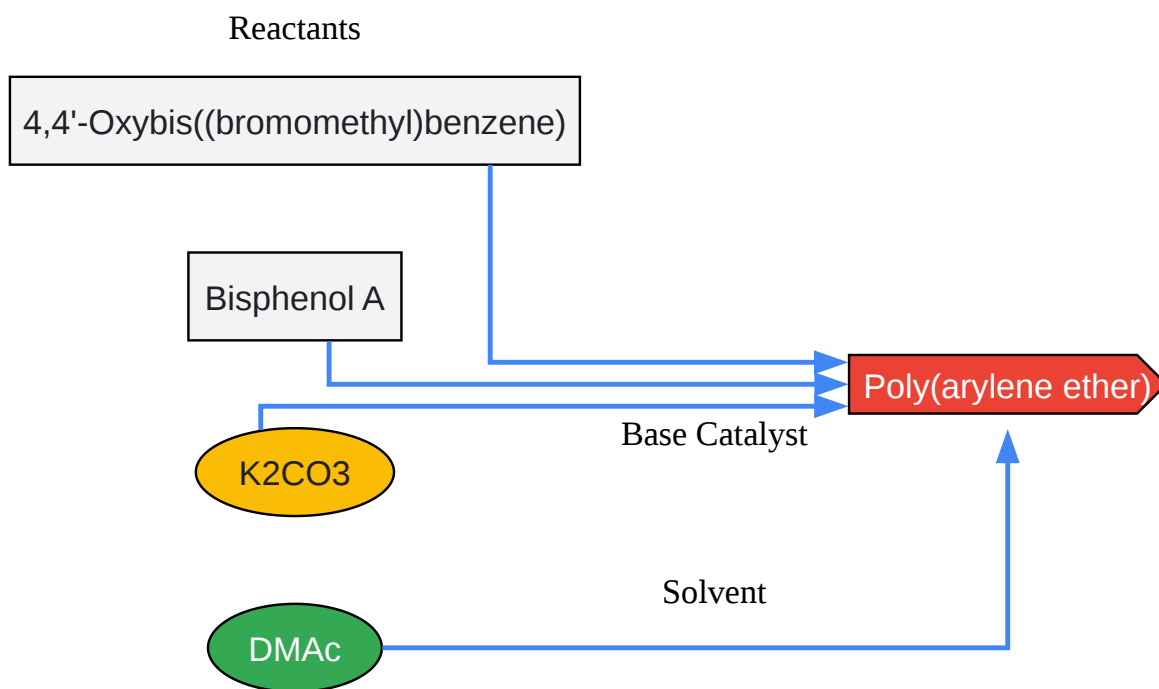 Reactants
4,4'-Oxybis((bromomethyl)benzene)
Bisphenol A
Poly(arylene ether)
Base Catalyst
K2CO3
Solvent
DMAc